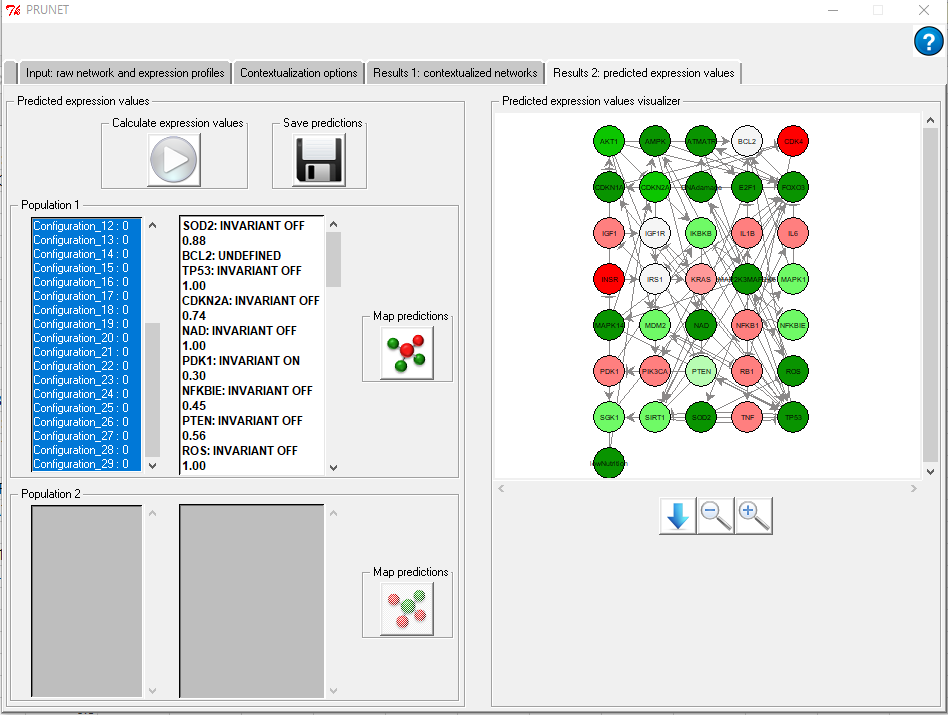 PRUNET
?
Input: raw network and expression profiles
Contextualization options
Results 1: contextualized networks
Results 2: predicted expression values
Predicted expression values
Calculate expression values
Save predictions
Population 1
Configuration_12 : 0
Configuration_13 : 0
Configuration_14 : 0
Configuration_15 : 0
Configuration_16 : 0
Configuration_17 : 0
Configuration_18 : 0
Configuration_19 : 0
Configuration_20 : 0
Configuration_21 : 0
Configuration_22 : 0
Configuration_23 : 0
Configuration_24 : 0
Configuration_25 : 0
Configuration_26 : 0
Configuration_27 : 0
Configuration_28 : 0
Configuration_29 : 0
SOD2: INVARIANT OFF
0.88
BCL2: UNDEFINED
TP53: INVARIANT OFF
1.00
CDKN2A: INVARIANT OFF
0.74
NAD: INVARIANT OFF
1.00
PDK1: INVARIANT ON
0.30
NFKBIE: INVARIANT OFF
0.45
PTEN: INVARIANT OFF
0.56
ROS: INVARIANT OFF
1.00
Map predictions
Population 2
Map predictions
Predicted expression values visualizer
AKT1 AMPK ATMATR BCL2
CDKN1A CDKN2A DNAdamage E2F1 FOXO3
IGF1 IGF1R IKBKB IL1B IL6
INSR IRS1 KRAS MAPK1
MAPK14 MDM2 NAD NFKB1 NFKBIE
PDK1 PIK3CA PTEN RB1 ROS
SGK1 SIRT1 SOD2 TNF TP53
lowNutrition